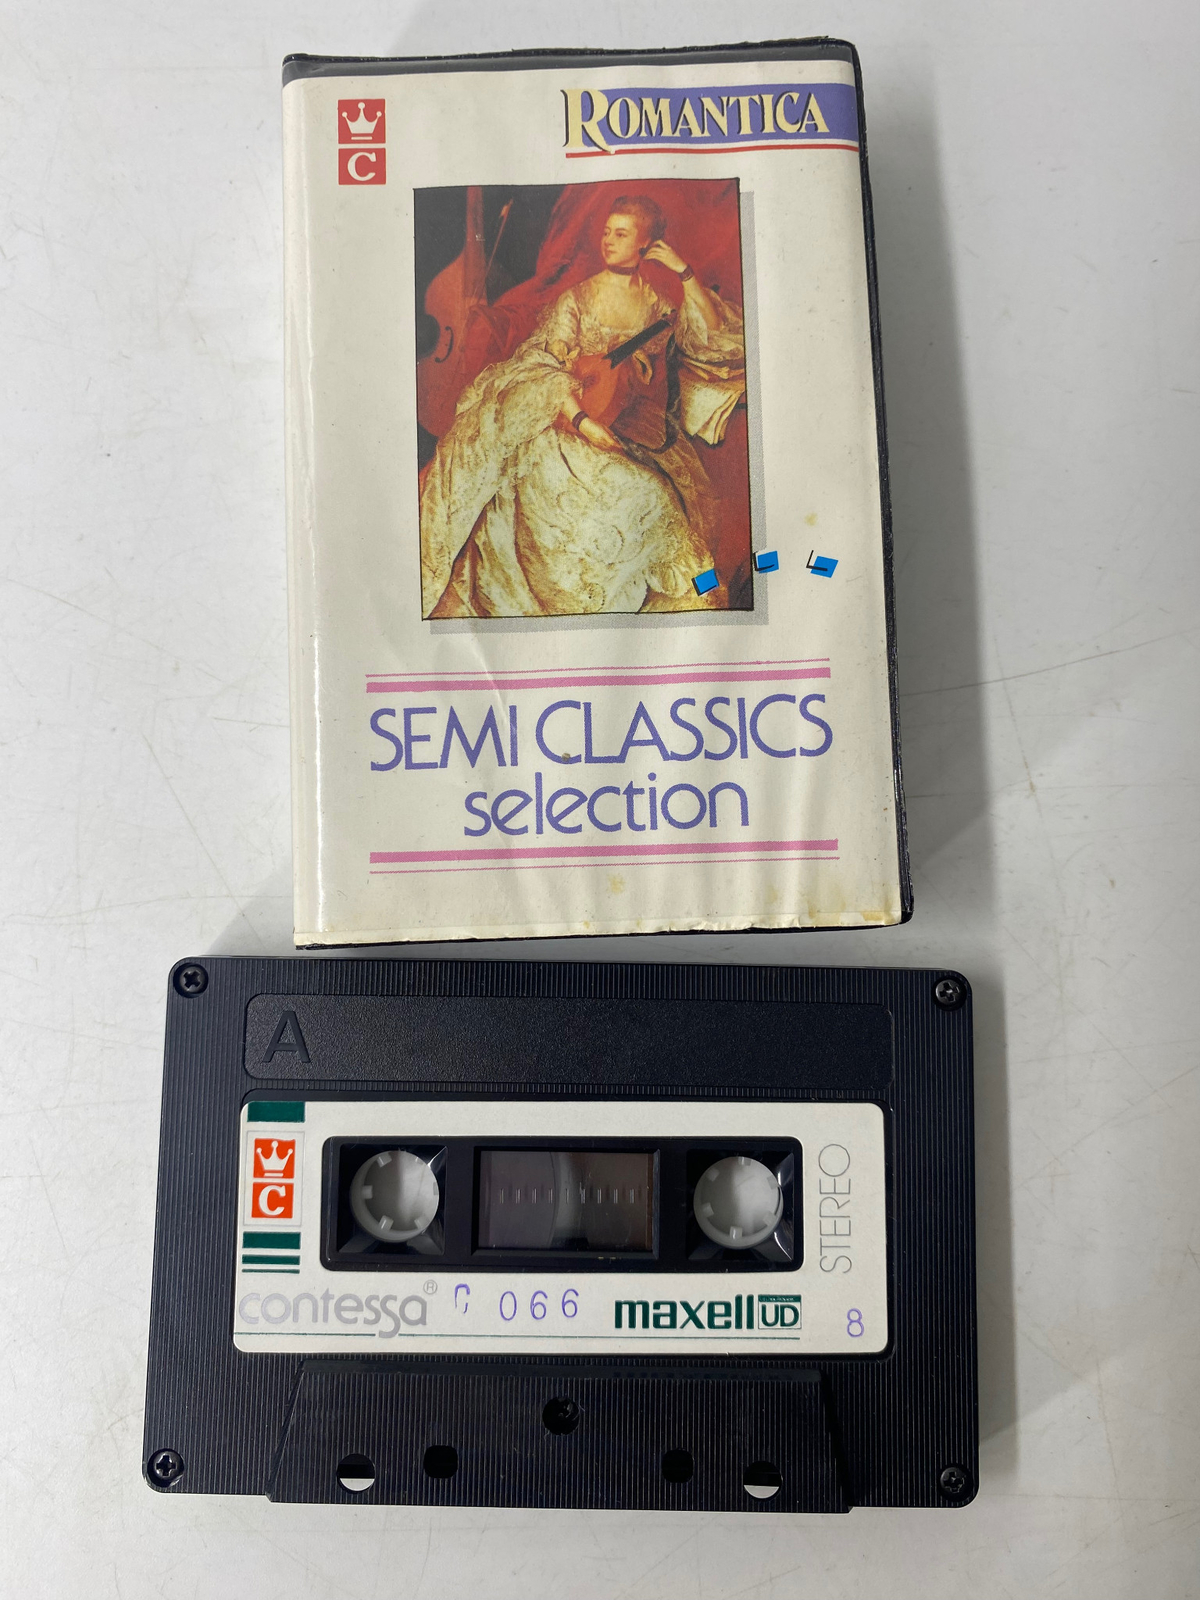 C
ROMANTICA
SEMI CLASSICS
selection
A
C
STEREO
contessa® C 066 maxell UD 8